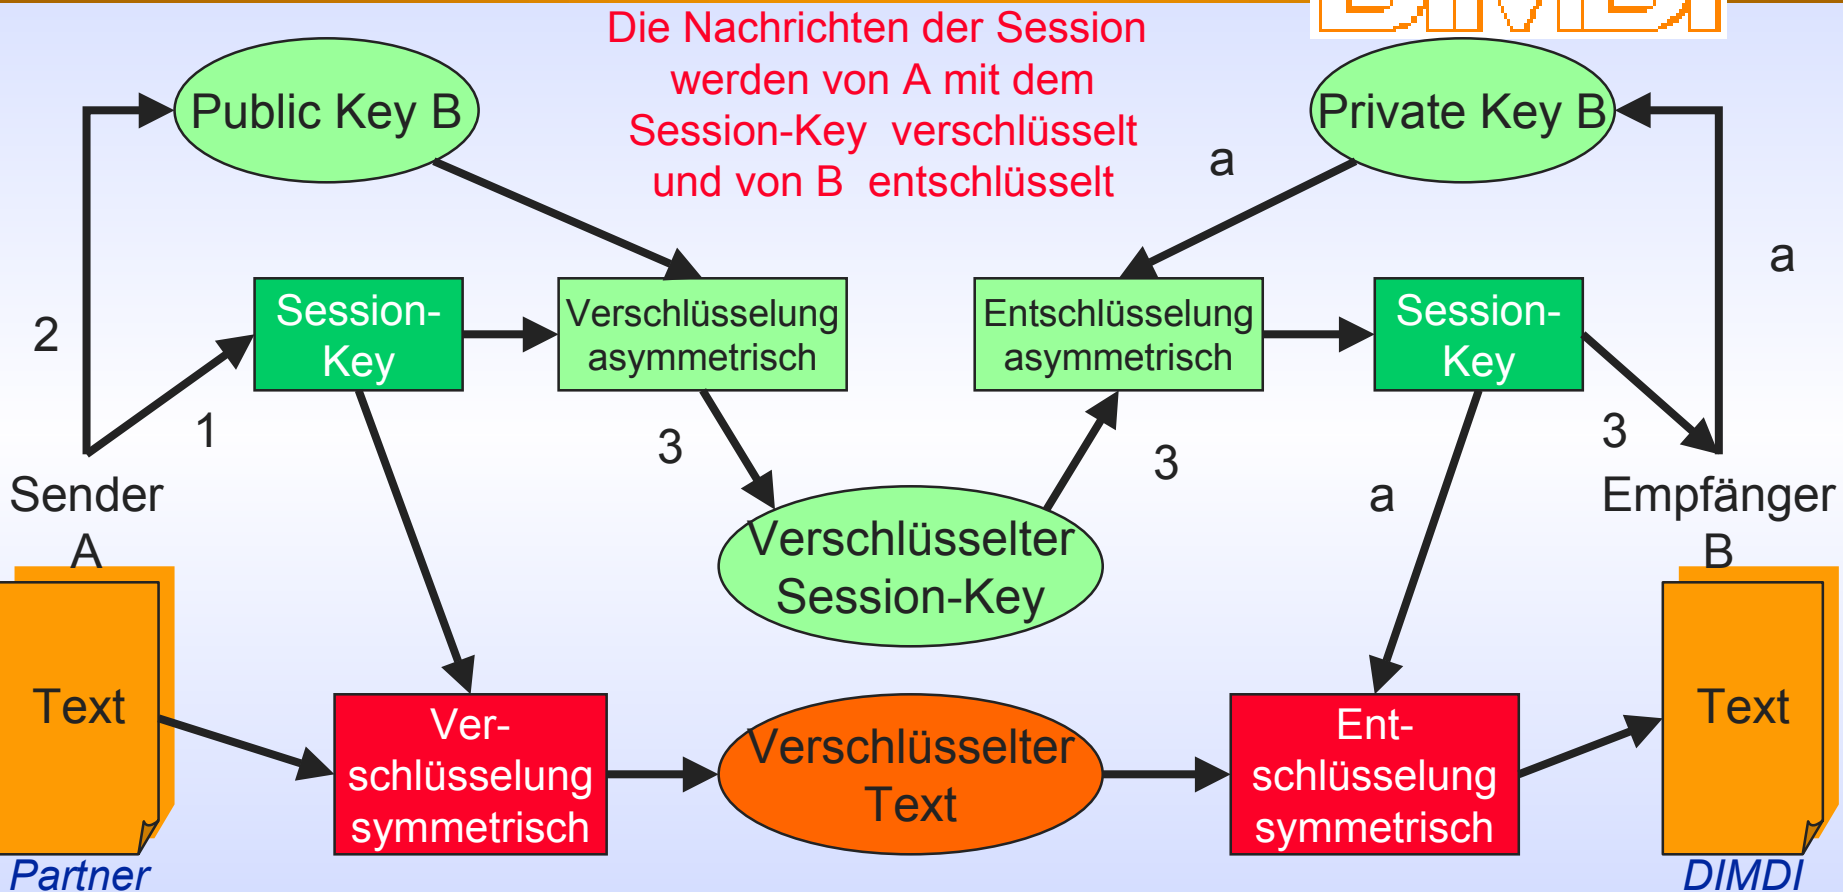 DIMDI
Die Nachrichten der Session
werden von A mit dem
Session-Key verschlüsselt
und von B entschlüsselt
Public Key B
Private Key B
a
a
2
Session-
Key
Verschlüsselung
asymmetrisch
Entschlüsselung
asymmetrisch
Session-
Key
1
3
3
3
Sender
A
a
Empfänger
B
Verschlüsselter
Session-Key
Text
Ver-
schlüsselung
symmetrisch
Verschlüsselter
Text
Ent-
schlüsselung
symmetrisch
Text
Partner
DIMDI